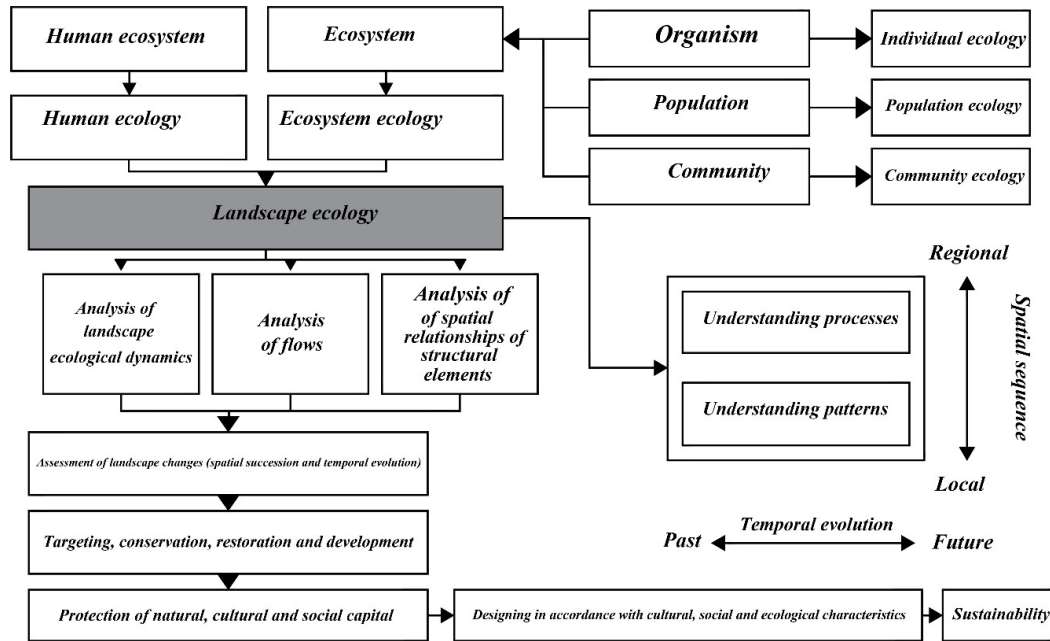 Human ecosystem
Ecosystem
Organism
Individual ecology
Human ecology
Ecosystem ecology
Population
Population ecology
Community
Community ecology
Landscape ecology
Regional
Analysis of
landscape
ecological dynamics
Analysis
of flows
Analysis of
of spatial
relationships of
structural
elements
Understanding processes
Understanding patterns
Spatial sequence
Local
Assessment of landscape changes (spatial succession and temporal evolution)
Targeting, conservation, restoration and development
Past
Temporal evolution
Future
Protection of natural, cultural and social capital
Designing in accordance with cultural, social and ecological characteristics
Sustainability